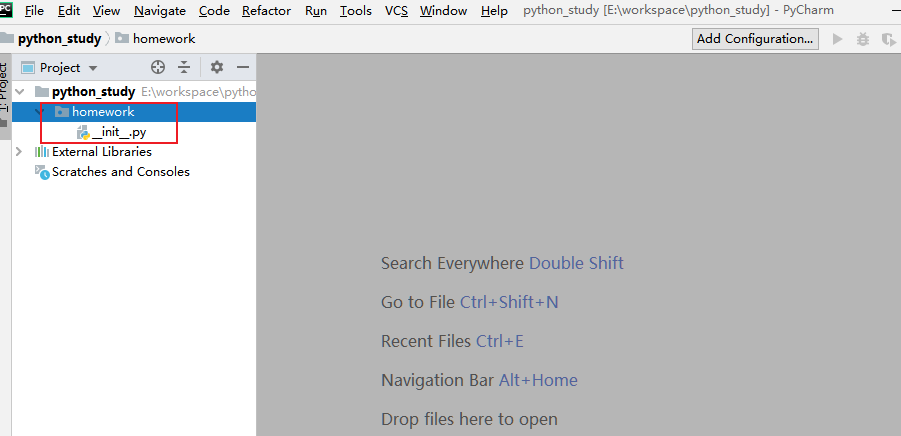 PC File Edit View Navigate Code Refactor Run Tools VCS Window Help python_study [E:\workspace\python_study] - PyCharm
python_study homework Add Configuration...
1: Project
Project
python_study E:\workspace\pytho
homework
__init__.py
External Libraries
Scratches and Consoles
Search Everywhere Double Shift
Go to File Ctrl+Shift+N
Recent Files Ctrl+E
Navigation Bar Alt+Home
Drop files here to open